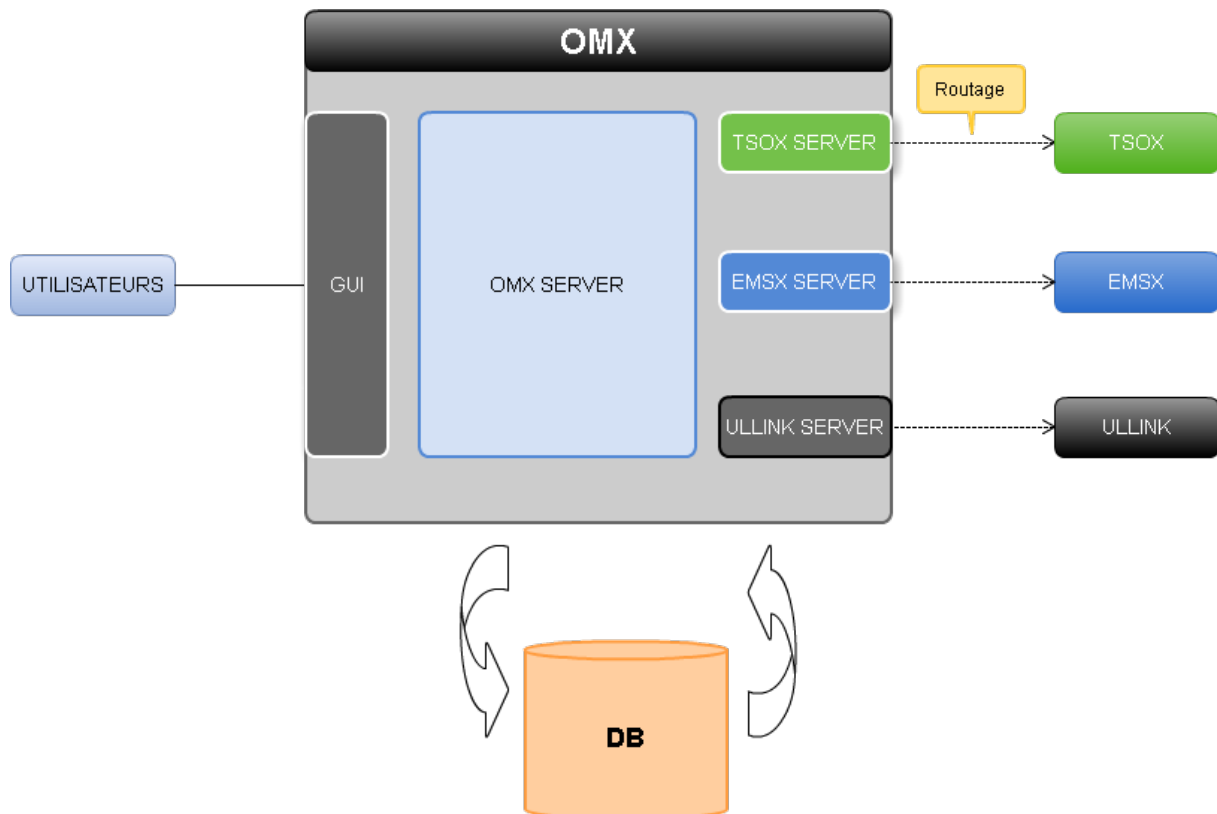 OMX
Routage
TSOX SERVER
TSOX
UTILISATEURS
GUI
OMX SERVER
EMSX SERVER
EMSX
ULLINK SERVER
ULLINK
DB